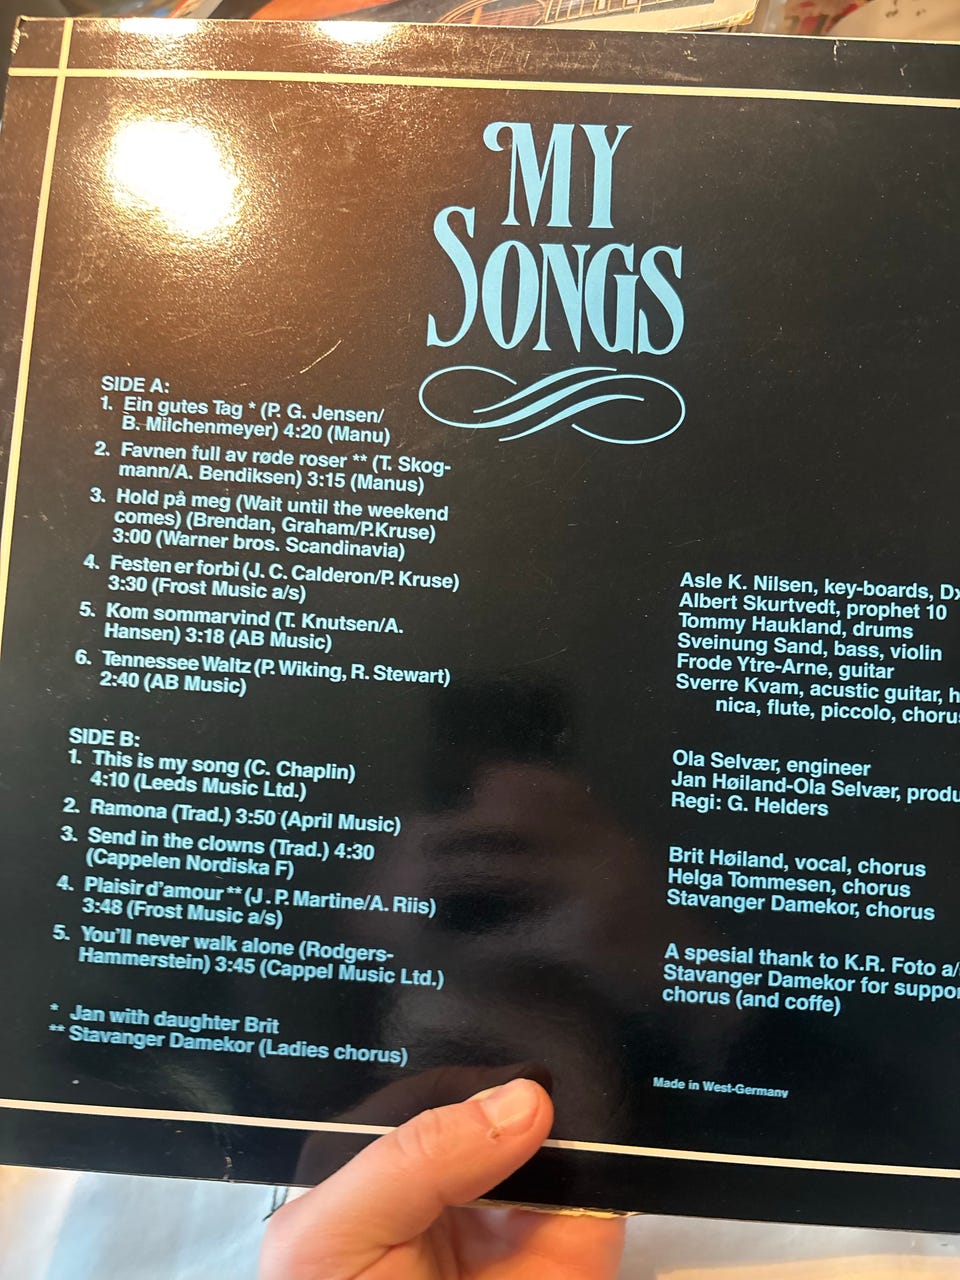 MY
SONGS
SIDE A:
1. Ein gutes Tag * (P. G. Jensen/
B. Milchenmeyer) 4:20 (Manu)
2. Favnen full av røde roser ** (T. Skog-
mann/A. Bendiksen) 3:15 (Manus)
3. Hold på meg (Wait until the weekend
comes) (Brendan, Graham/P.Kruse)
3:00 (Warner bros. Scandinavia)
4. Festen er forbi (J. C. Calderon/P. Kruse)
3:30 (Frost Music a/s)
5. Kom sommarvind (T. Knutsen/A.
Hansen) 3:18 (AB Music)
6. Tennessee Waltz (P. Wiking, R. Stewart)
2:40 (AB Music)
SIDE B:
1. This is my song (C. Chaplin)
4:10 (Leeds Music Ltd.)
2. Ramona (Trad.) 3:50 (April Music)
3. Send in the clowns (Trad.) 4:30
(Cappelen Nordiska F)
4. Plaisir d'amour ** (J. P. Martine/A. Riis)
3:48 (Frost Music a/s)
5. You'll never walk alone (Rodgers-
Hammerstein) 3:45 (Cappel Music Ltd.)
* Jan with daughter Brit
** Stavanger Damekor (Ladies chorus)
Asle K. Nilsen, key-boards,
Albert Skurtvedt, prophet 10
Tommy Haukland, drums
Sveinung Sand, bass, violin
Frode Ytre-Arne, guitar
Sverre Kvam, acustic guitar,
nica, flute, piccolo,
Ola Selvær, engineer
Jan Høiland-Ola Selvær,
Regi: G. Helders
Brit Høiland, vocal, chorus
Helga Tommesen, chorus
Stavanger Damekor, chorus
A spesial thank to K.R. Foto
Stavanger Damekor for
chorus (and coffe)
Made in West-Germany